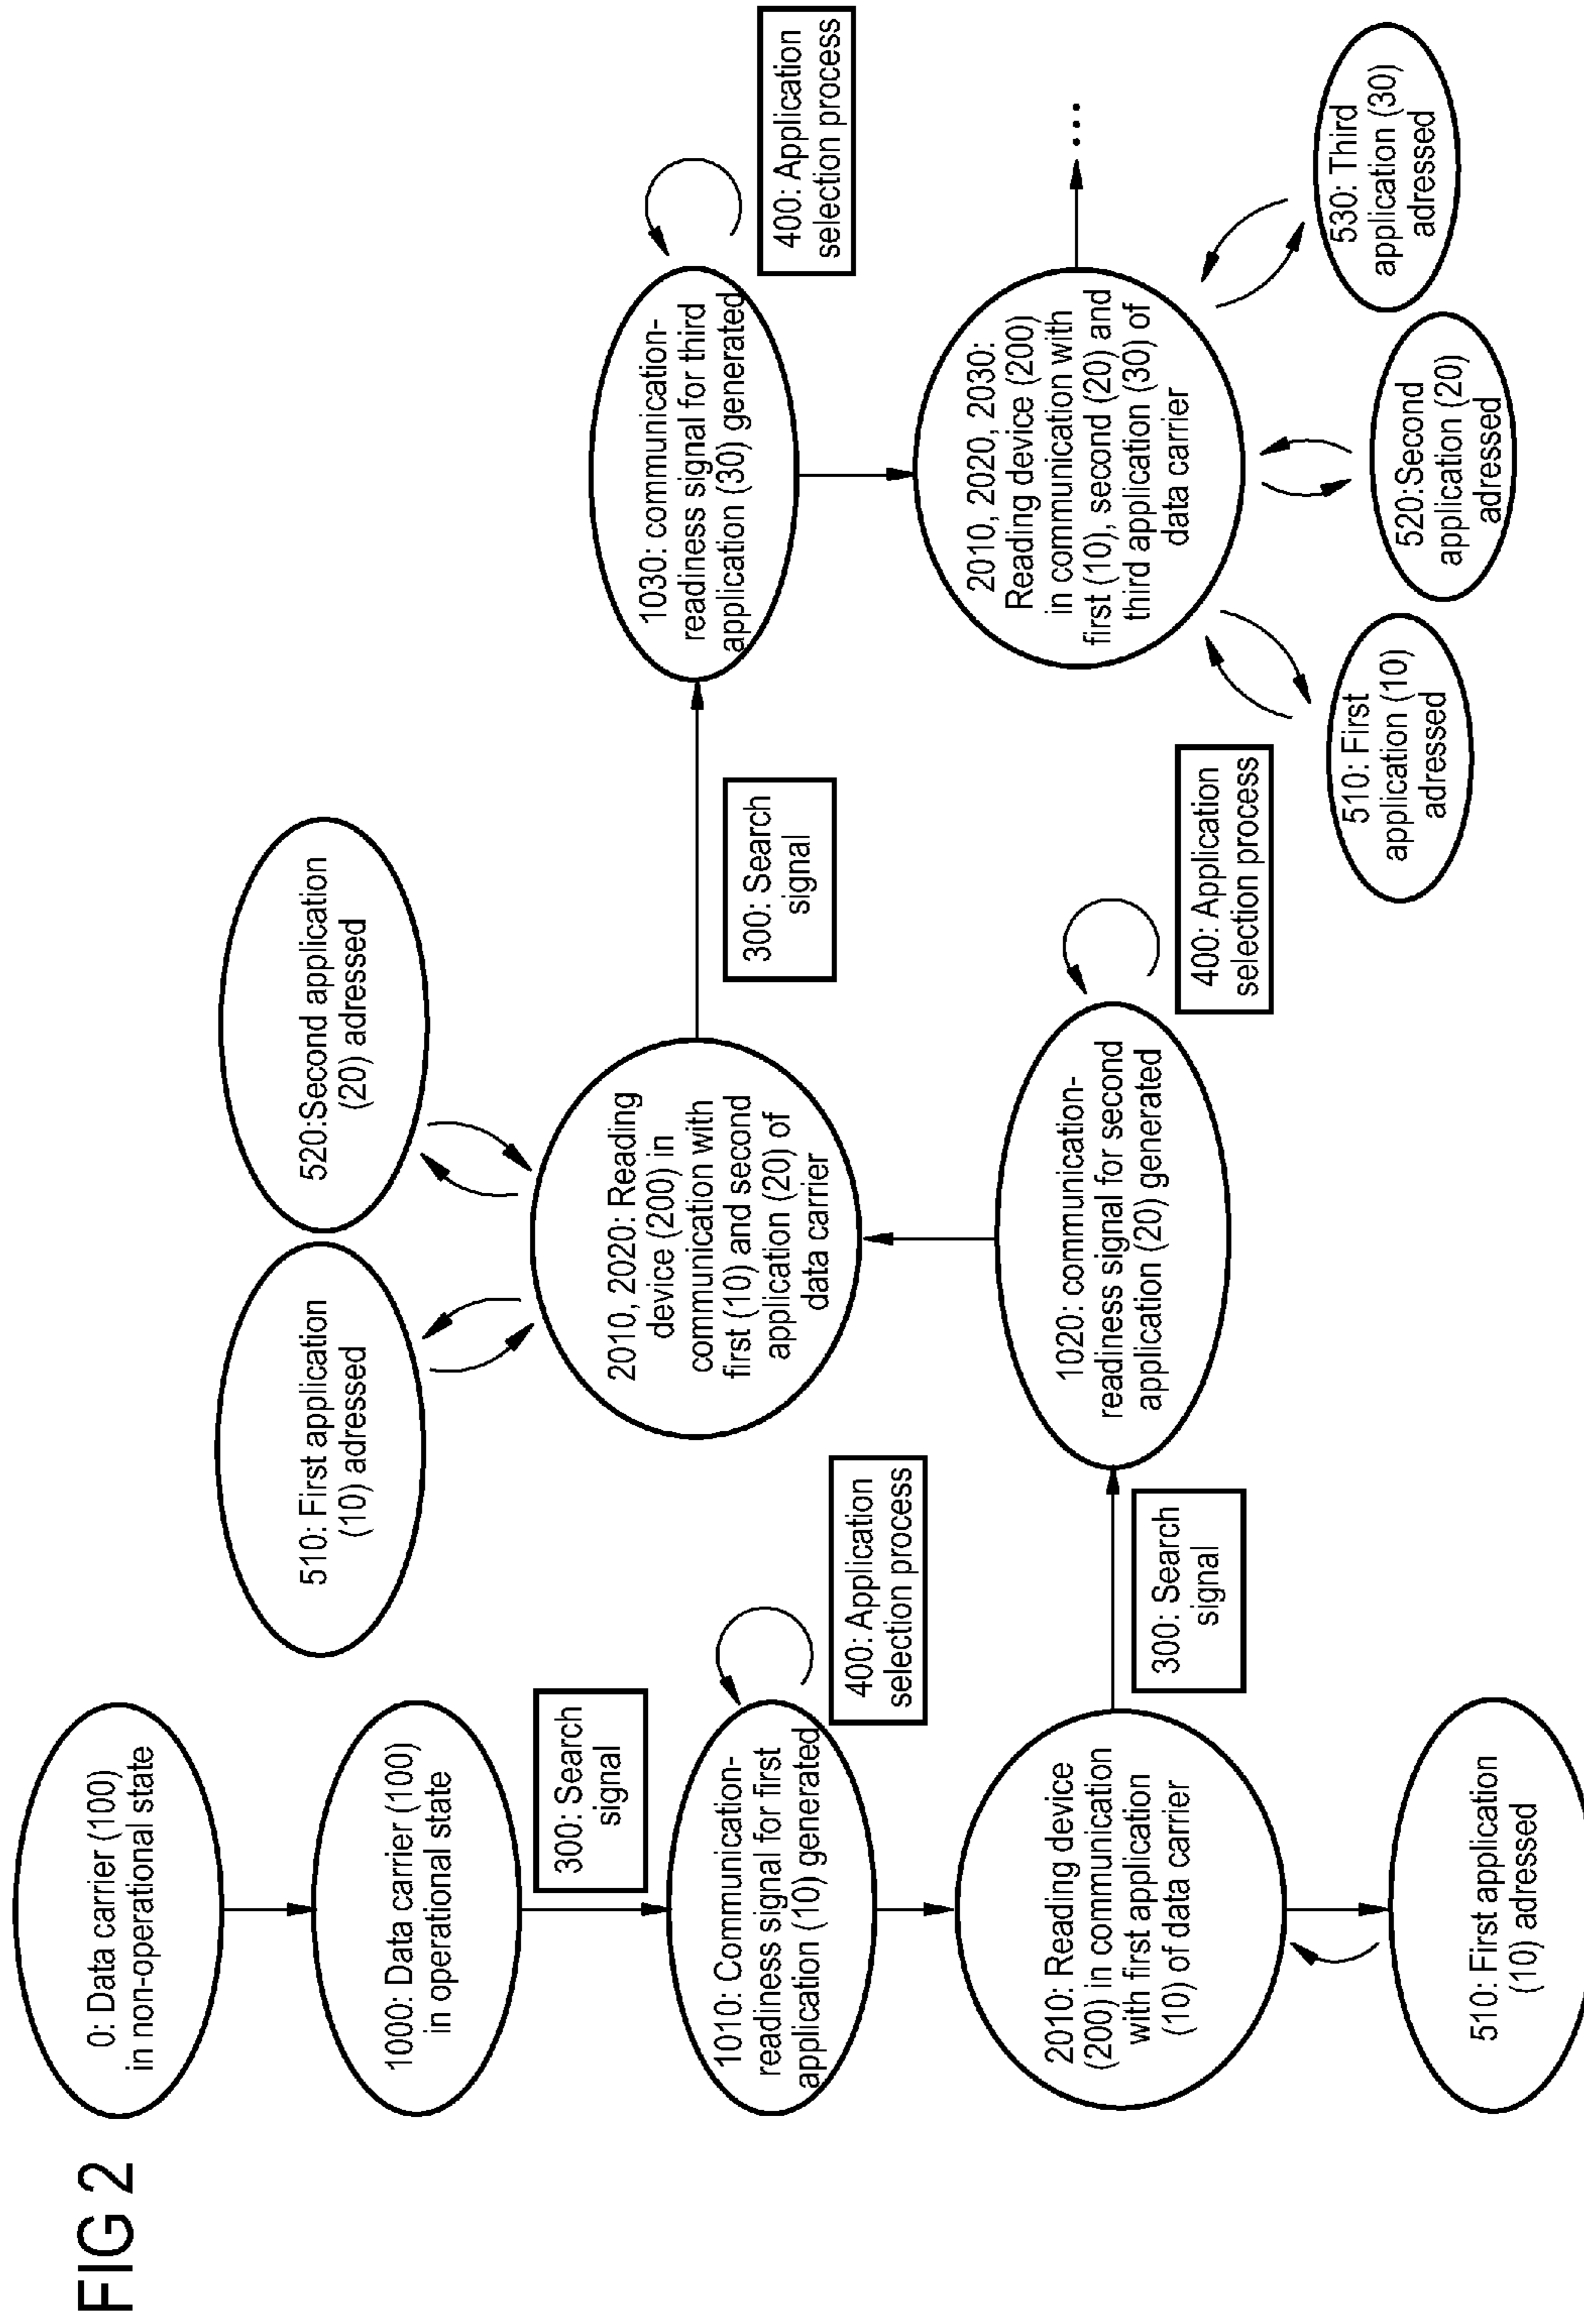 FIG 2
0: Data carrier (100)
in non-operational state
1000: Data carrier (100)
in operational state
300: Search
signal
1010: Communication-
readiness signal for first
application (10) generated
400: Application
selection process
2010: Reading device
(200) in communication
with first application
(10) of data carrier
510: First application
(10) adressed
300: Search
signal
1020: communication-
readiness signal for second
application (20) generated
400: Application
selection process
2010, 2020: Reading
device (200) in
communication with
first (10) and second
application (20) of
data carrier
510: First application
(10) adressed
520:Second application
(20) adressed
300: Search
signal
1030: communication-
readiness signal for third
application (30) generated
400: Application
selection process
2010, 2020, 2030:
Reading device (200)
in communication with
first (10), second (20) and
third application (30) of
data carrier
...
510: First
application (10)
adressed
520:Second
application (20)
adressed
530: Third
application (30)
adressed